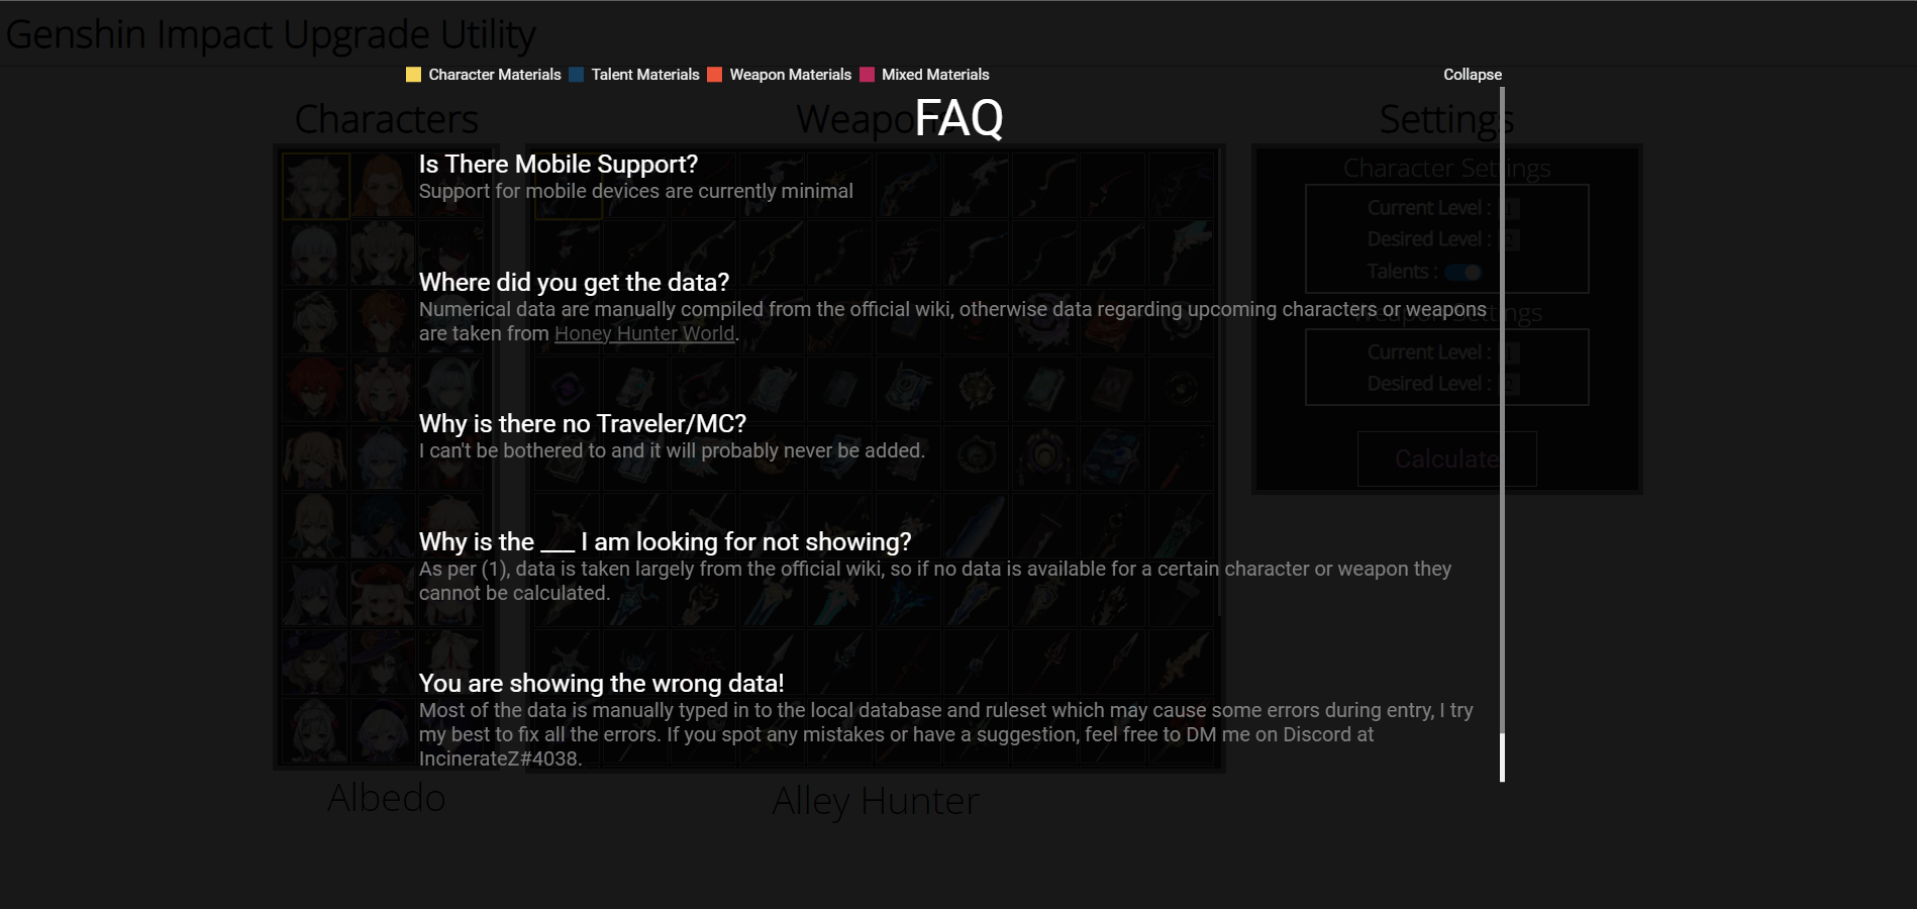 Genshin Impact Upgrade Utility
Character Materials Talent Materials Weapon Materials Mixed Materials Collapse
Characters Weapons FAQ Settings
Is There Mobile Support?
Support for mobile devices are currently minimal
Where did you get the data?
Numerical data are manually compiled from the official wiki, otherwise data regarding upcoming characters or weapons
are taken from Honey Hunter World.
Why is there no Traveler/MC?
I can't be bothered to and it will probably never be added.
Why is the ___ I am looking for not showing?
As per (1), data is taken largely from the official wiki, so if no data is available for a certain character or weapon they
cannot be calculated.
You are showing the wrong data!
Most of the data is manually typed in to the local database and ruleset which may cause some errors during entry, I try
my best to fix all the errors. If you spot any mistakes or have a suggestion, feel free to DM me on Discord at
IncinerateZ#4038.
Character Settings
Current Level :
Desired Level :
Talents :
Weapon Settings
Current Level :
Desired Level :
Calculate
Albedo
Alley Hunter